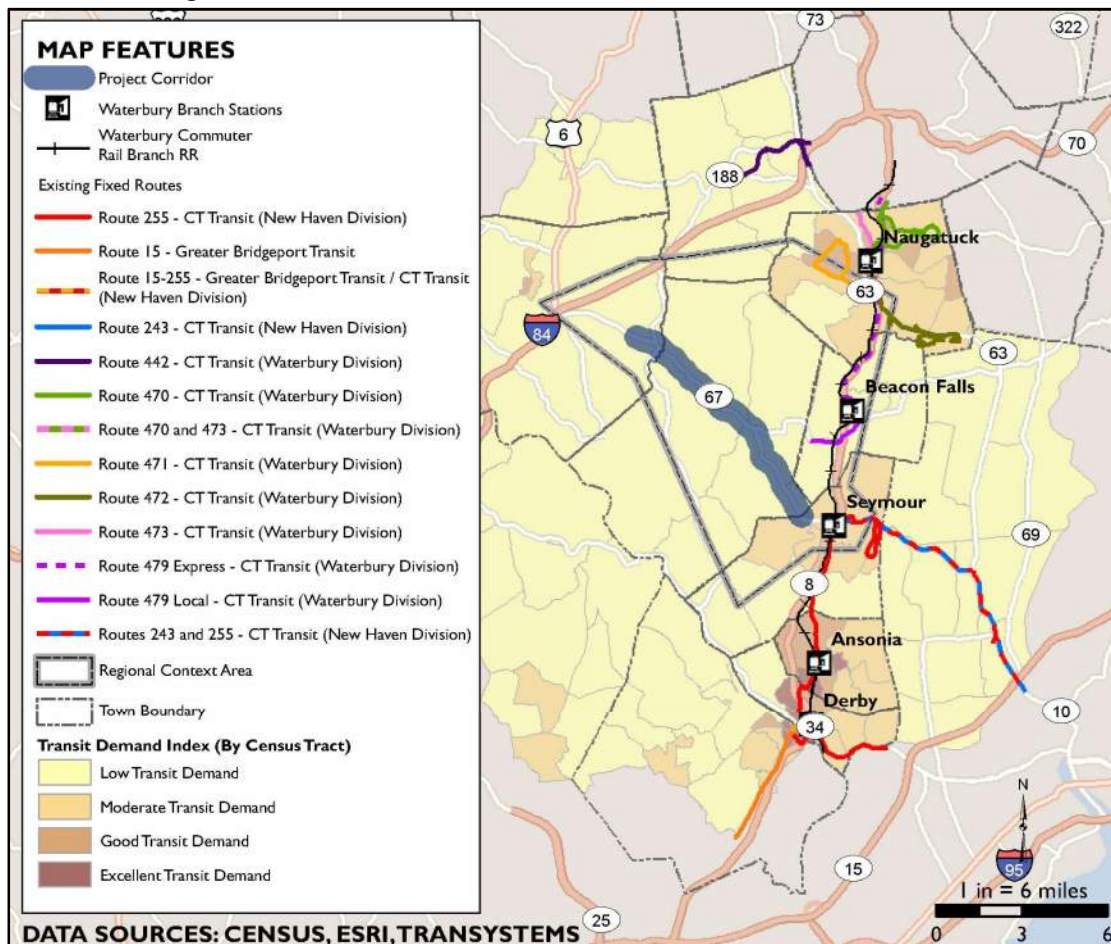 MAP FEATURES
Project Corridor
Waterbury Branch Stations
Waterbury Commuter
Rail Branch RR
Existing Fixed Routes
Route 255 - CT Transit (New Haven Division)
Route 15 - Greater Bridgeport Transit
Route 15-255 - Greater Bridgeport Transit / CT Transit
(New Haven Division)
Route 243 - CT Transit (New Haven Division)
Route 442 - CT Transit (Waterbury Division)
Route 470 - CT Transit (Waterbury Division)
Route 470 and 473 - CT Transit (Waterbury Division)
Route 471 - CT Transit (Waterbury Division)
Route 472 - CT Transit (Waterbury Division)
Route 473 - CT Transit (Waterbury Division)
Route 479 Express - CT Transit (Waterbury Division)
Route 479 Local - CT Transit (Waterbury Division)
Routes 243 and 255 - CT Transit (New Haven Division)
Regional Context Area
Town Boundary
Transit Demand Index (By Census Tract)
Low Transit Demand
Moderate Transit Demand
Good Transit Demand
Excellent Transit Demand
DATA SOURCES: CENSUS, ESRI, TRANSYSTEMS
73
322
6
70
188
Naugatuck
63
84
63
67
Beacon Falls
Seymour
69
8
Ansonia
Derby
34
10
N
15
95
1 in = 6 miles
25
0 3 6